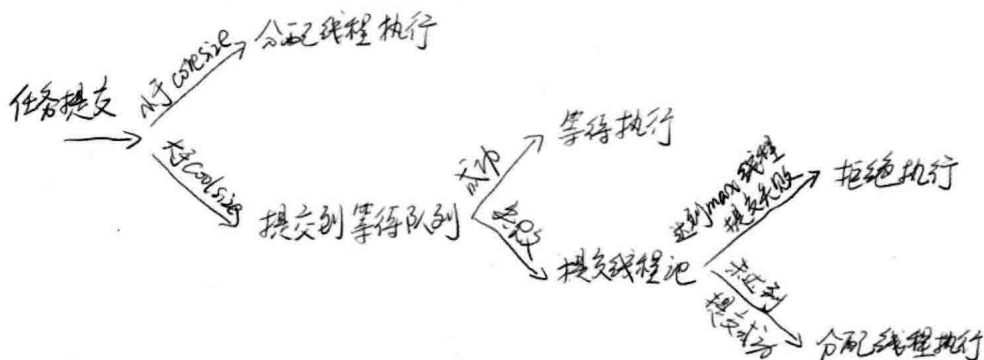 任务提交
小于coresize
分配线程执行
大于coolsize
提交到等待队列
成功
等待执行
失败
提交线程池
达到max线程
提交失败
拒绝执行
未达到
提交成功
分配线程执行